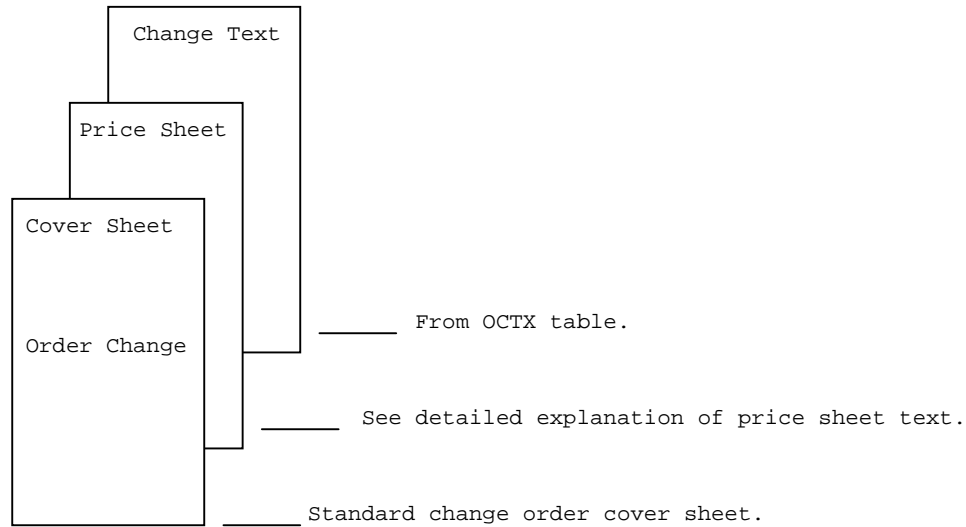 Change Text
Price Sheet
Cover Sheet
From OCTX table.
Order Change
See detailed explanation of price sheet text.
Standard change order cover sheet.